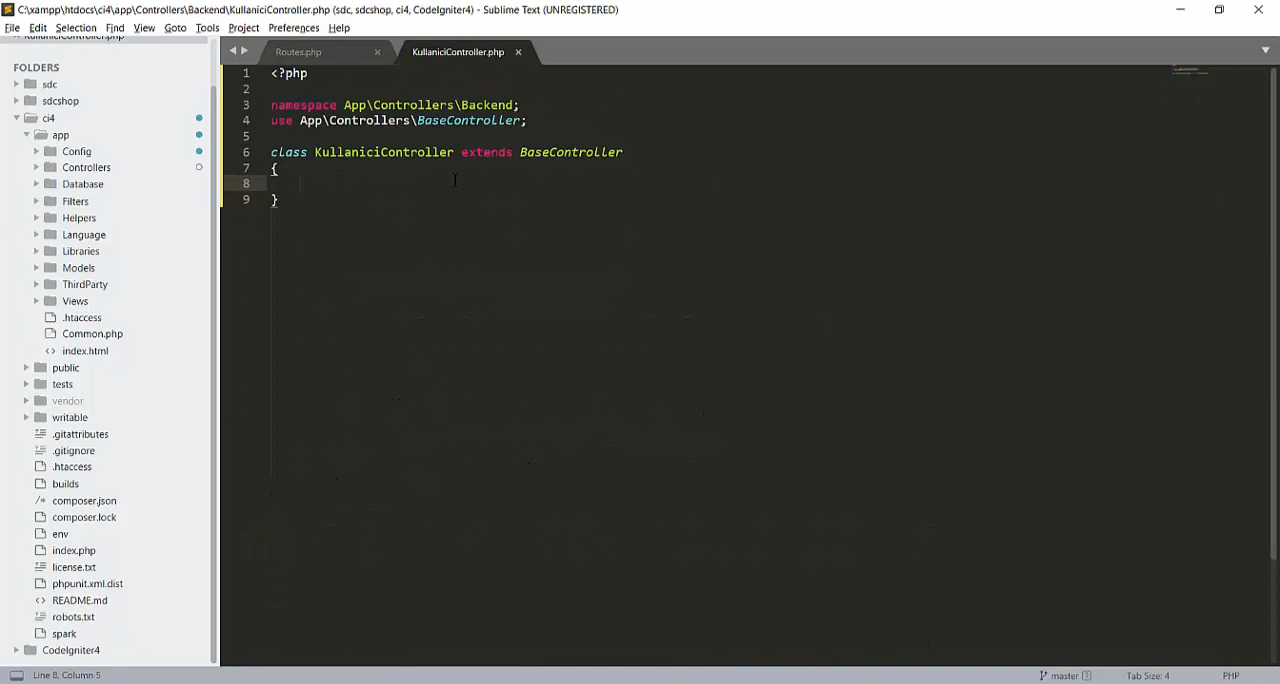 C:\xampp\htdocs\ci4\app\Controllers\Backend\KullaniciController.php (sdc, sdcshop, ci4, CodeIgniter4) - Sublime Text (UNREGISTERED)
File Edit Selection Find View Goto Tools Project Preferences Help
KullaniciController.php
Routes.php
KullaniciController.php
FOLDERS
sdc
sdcshop
ci4
app
Config
Controllers
Database
Filters
Helpers
Language
Libraries
Models
ThirdParty
Views
.htaccess
Common.php
index.html
public
tests
vendor
writable
.gitattributes
.gitignore
.htaccess
builds
composer.json
composer.lock
env
index.php
license.txt
phpunit.xml.dist
README.md
robots.txt
spark
CodeIgniter4
1 <?php
2
3 namespace App\Controllers\Backend;
4 use App\Controllers\BaseController;
5
6 class KullaniciController extends BaseController
7 {
8
9 }
Line 8, Column 5
master
Tab Size: 4
PHP